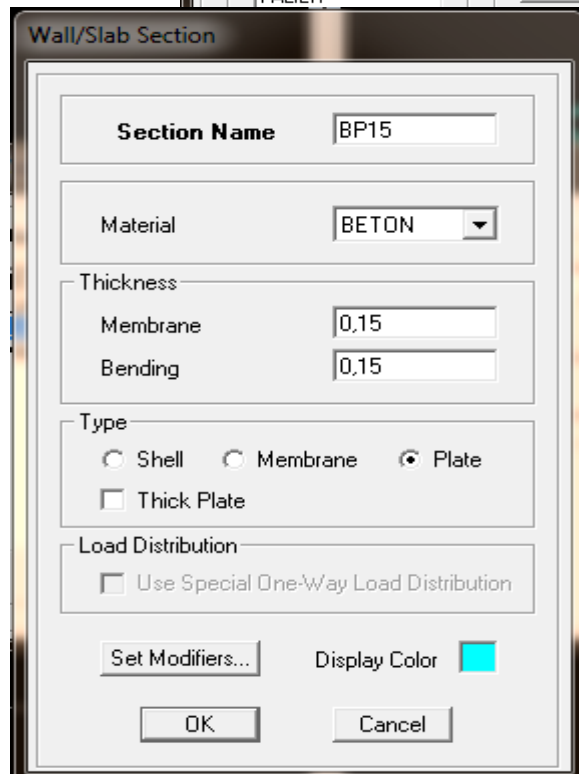 Wall/Slab Section
Section Name BP15
Material BETON
Thickness
Membrane 0,15
Bending 0,15
Type
Shell Membrane Plate
Thick Plate
Load Distribution
Use Special One-Way Load Distribution
Set Modifiers... Display Color
OK Cancel